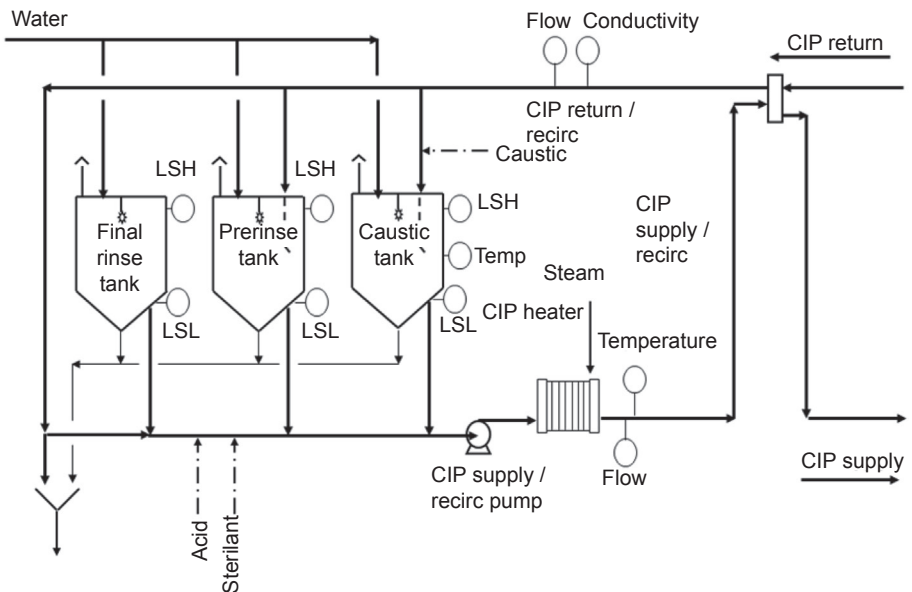 Water
Flow Conductivity
CIP return
CIP return /
recirc
Caustic
LSH
LSH
LSH
Final
rinse
tank
Prerinse
tank
Caustic
tank
Temp
CIP
supply /
recirc
Steam
LSL
LSL
LSL
CIP heater
Temperature
CIP supply /
recirc pump
Flow
CIP supply
Acid
Sterilant